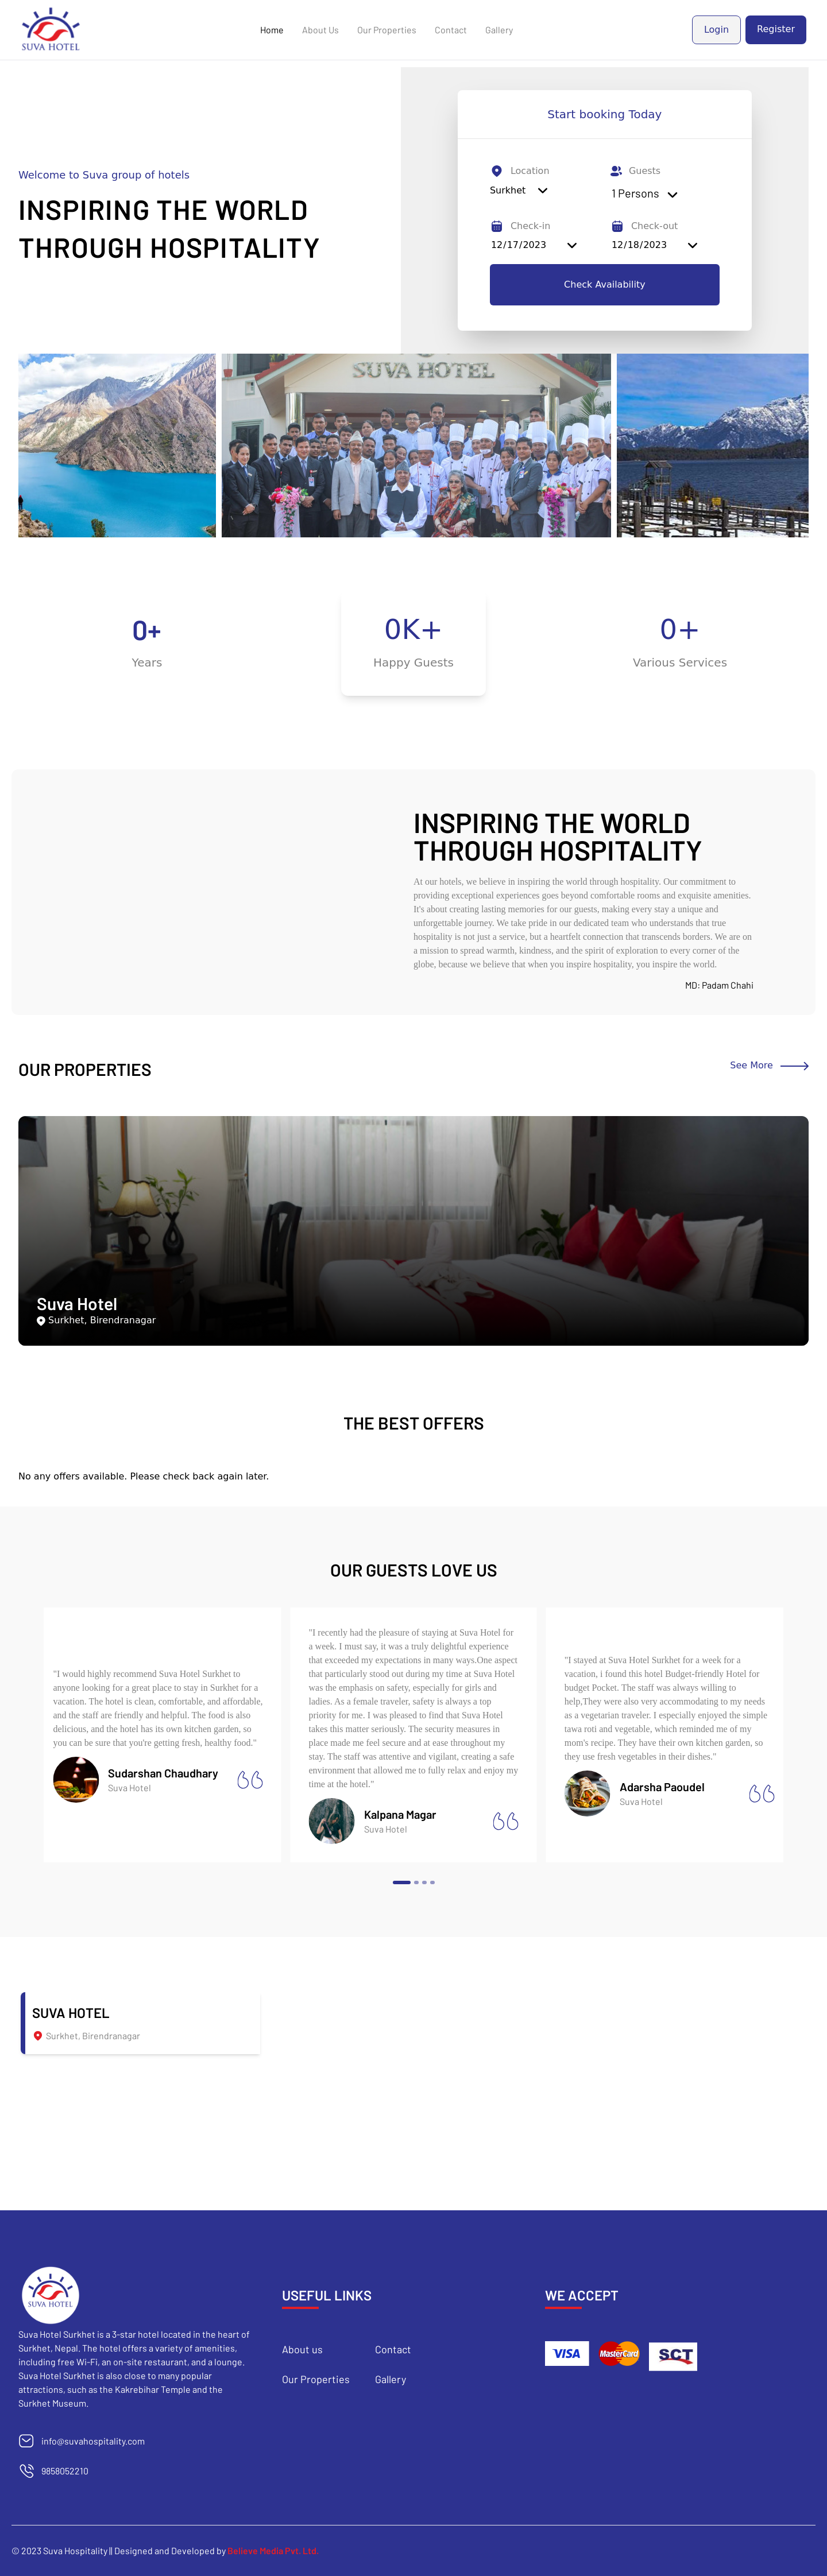 SUVA HOTEL
Home
About Us
Our Properties
Contact
Gallery
Login
Register
Welcome to Suva group of hotels
INSPIRING THE WORLD
THROUGH HOSPITALITY
Start booking Today
Location
Surkhet
Guests
1 Persons
Check-in
12/17/2023
Check-out
12/18/2023
Check Availability
SUVA HOTEL
0+
Years
0K+
Happy Guests
0+
Various Services
INSPIRING THE WORLD
THROUGH HOSPITALITY
At our hotels, we believe in inspiring the world through hospitality. Our commitment to
providing exceptional experiences goes beyond comfortable rooms and exquisite amenities.
It's about creating lasting memories for our guests, making every stay a unique and
unforgettable journey. We take pride in our dedicated team who understands that true
hospitality is not just a service, but a heartfelt connection that transcends borders. We are on
a mission to spread warmth, kindness, and the spirit of exploration to every corner of the
globe, because we believe that when you inspire hospitality, you inspire the world.
MD: Padam Chahi
OUR PROPERTIES
See More
Suva Hotel
Surkhet, Birendranagar
THE BEST OFFERS
No any offers available. Please check back again later.
OUR GUESTS LOVE US
"I would highly recommend Suva Hotel Surkhet to
anyone looking for a great place to stay in Surkhet for a
vacation. The hotel is clean, comfortable, and affordable,
and the staff are friendly and helpful. The food is also
delicious, and the hotel has its own kitchen garden, so
you can be sure that you're getting fresh, healthy food."
Sudarshan Chaudhary
Suva Hotel
"I recently had the pleasure of staying at Suva Hotel for
a week. I must say, it was a truly delightful experience
that exceeded my expectations in many ways.One aspect
that particularly stood out during my time at Suva Hotel
was the emphasis on safety, especially for girls and
ladies. As a female traveler, safety is always a top
priority for me and I was pleased to find that Suva Hotel
takes this matter seriously. The security measures in
place made me feel secure and at ease throughout my
stay. The staff was attentive and vigilant, creating a safe
environment that allowed me to fully relax and enjoy my
time at the hotel."
Kalpana Magar
Suva Hotel
"I stayed at Suva Hotel Surkhet for a week for a
vacation, i found this hotel Budget-friendly Hotel for
budget Pocket. The staff was always willing to
help,They were also very accommodating to my needs
as a vegetarian traveler. I especially enjoyed the simple
tawa roti and vegetable, which reminded me of my
mom's recipe. They have their own kitchen garden, so
they use fresh vegetables in their dishes."
Adarsha Paoudel
Suva Hotel
SUVA HOTEL
Surkhet, Birendranagar
SUVA HOTEL
Suva Hotel Surkhet is a 3-star hotel located in the heart of
Surkhet, Nepal. The hotel offers a variety of amenities,
including free Wi-Fi, an on-site restaurant, and a lounge.
Suva Hotel Surkhet is also close to many popular
attractions, such as the Kakrebihar Temple and the
Surkhet Museum.
info@suvahospitality.com
9858052210
USEFUL LINKS
About us
Contact
Our Properties
Gallery
WE ACCEPT
VISA
MasterCard
SCT
© 2023 Suva Hospitality || Designed and Developed by Believe Media Pvt. Ltd.